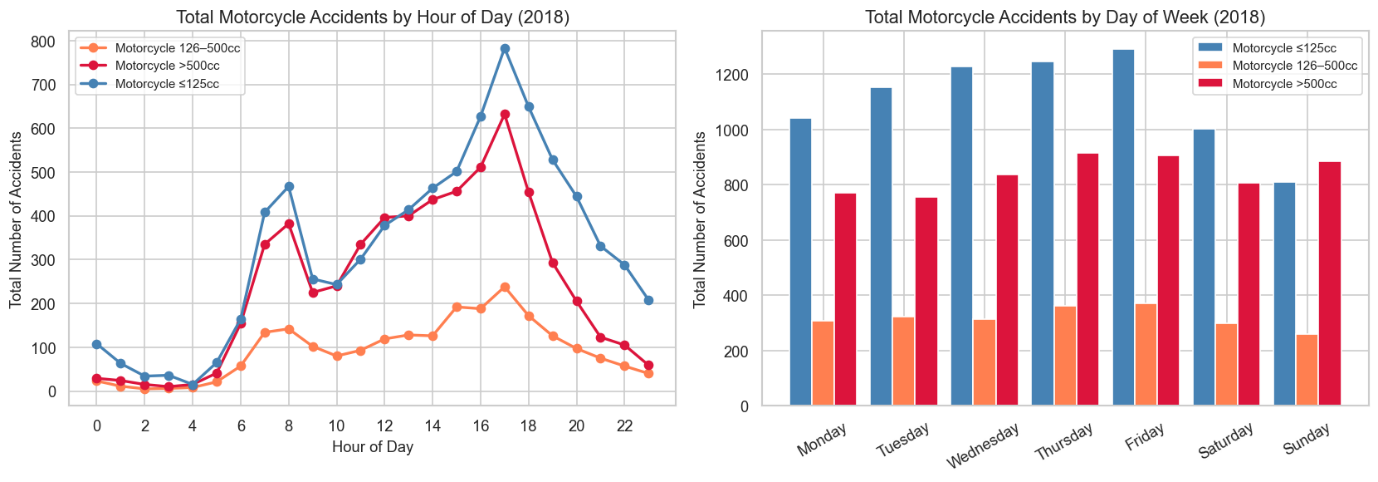 Total Motorcycle Accidents by Hour of Day (2018)
Total Number of Accidents
800
700
600
500
400
300
200
100
0
Motorcycle 126–500cc
Motorcycle >500cc
Motorcycle ≤125cc
0 2 4 6 8 10 12 14 16 18 20 22
Hour of Day
Total Motorcycle Accidents by Day of Week (2018)
Total Number of Accidents
1200
1000
800
600
400
200
0
Motorcycle ≤125cc
Motorcycle 126–500cc
Motorcycle >500cc
Monday Tuesday Wednesday Thursday Friday Saturday Sunday